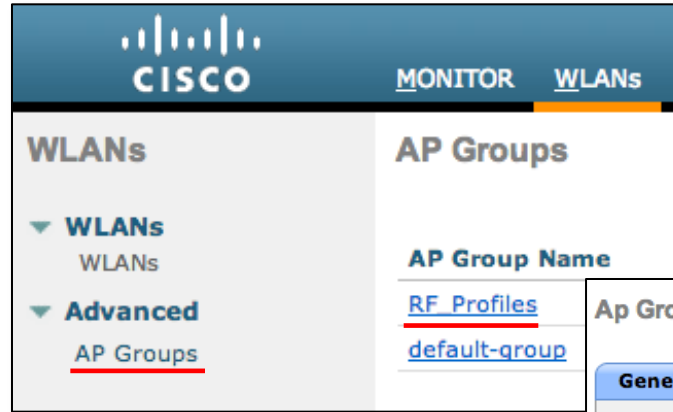 CISCO
MONITOR WLANs
WLANs
WLANs
WLANs
Advanced
AP Groups
AP Groups
AP Group Name
RF_Profiles
default-group
Ap Gro
Gene